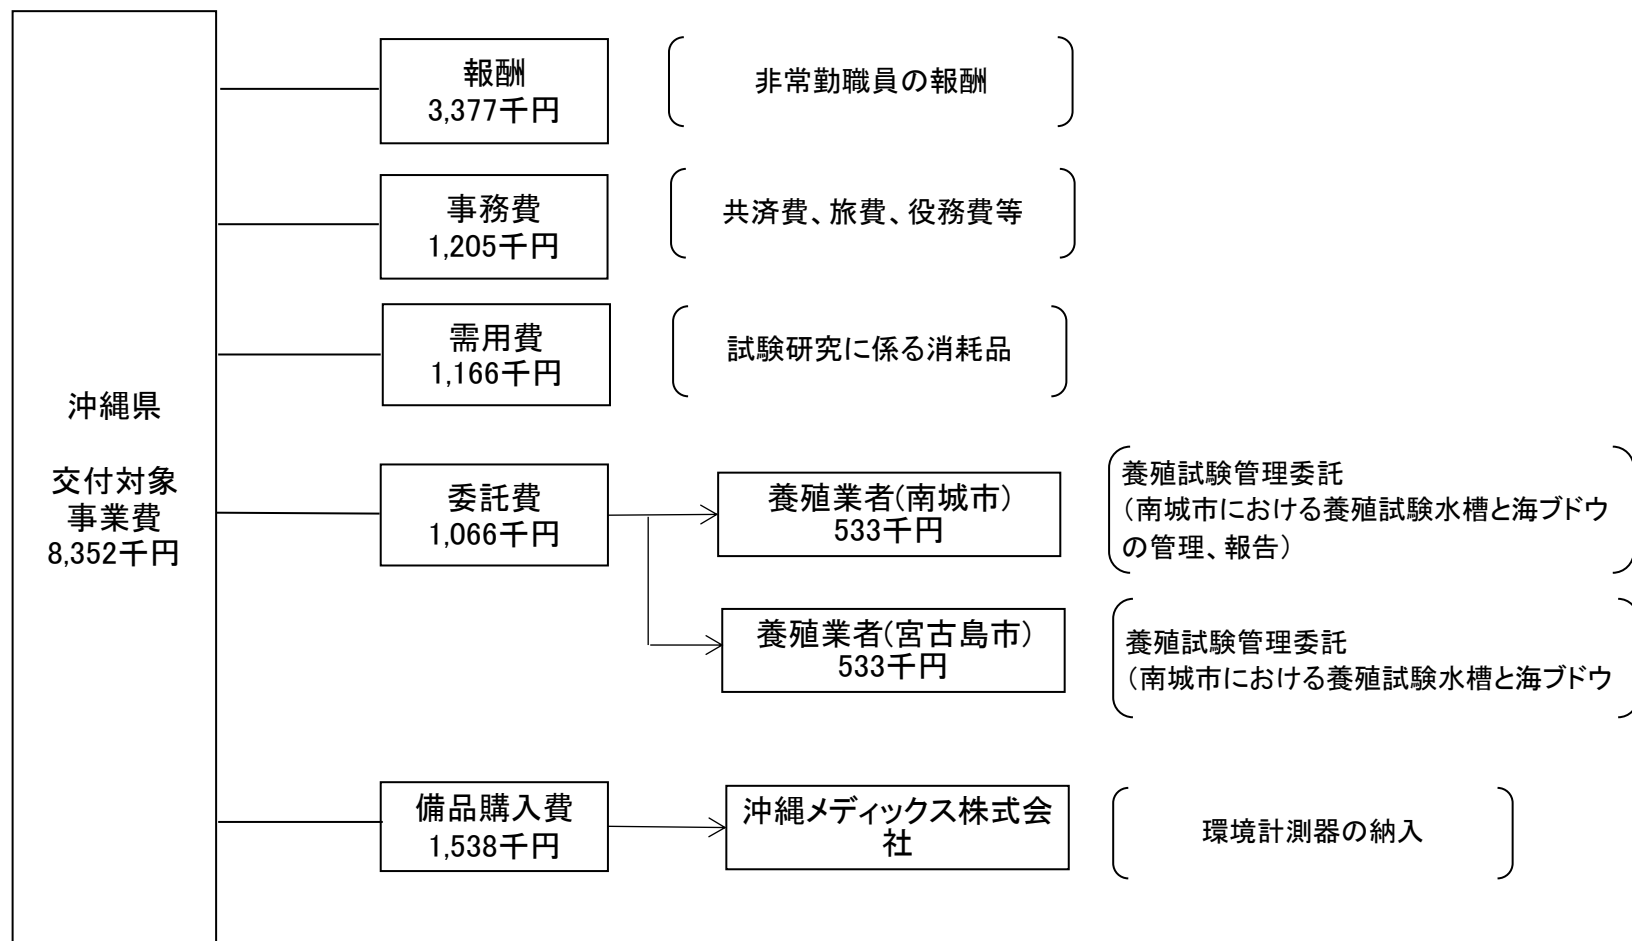 沖縄県
交付対象
事業費
8,352千円
報酬
3,377千円
非常勤職員の報酬
事務費
1,205千円
共済費、旅費、役務費等
需用費
1,166千円
試験研究に係る消耗品
委託費
1,066千円
養殖業者(南城市)
533千円
養殖試験管理委託
（南城市における養殖試験水槽と海ブドウ
の管理、報告）
養殖業者(宮古島市)
533千円
養殖試験管理委託
（南城市における養殖試験水槽と海ブドウ
備品購入費
1,538千円
沖縄メディックス株式会
社
環境計測器の納入